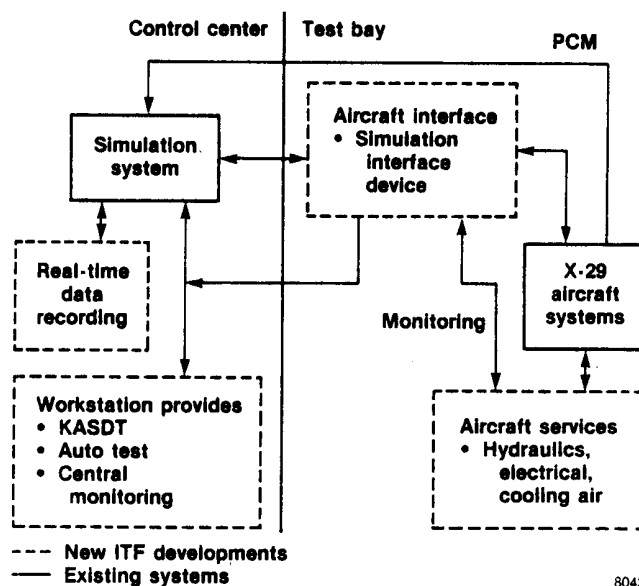 Control center
Test bay
PCM
Aircraft interface
• Simulation
interface
device
Simulation
system
Real-time
data
recording
X-29
aircraft
systems
Monitoring
Workstation provides
• KASDT
• Auto test
• Central
monitoring
Aircraft services
• Hydraulics,
electrical,
cooling air
New ITF developments
Existing systems